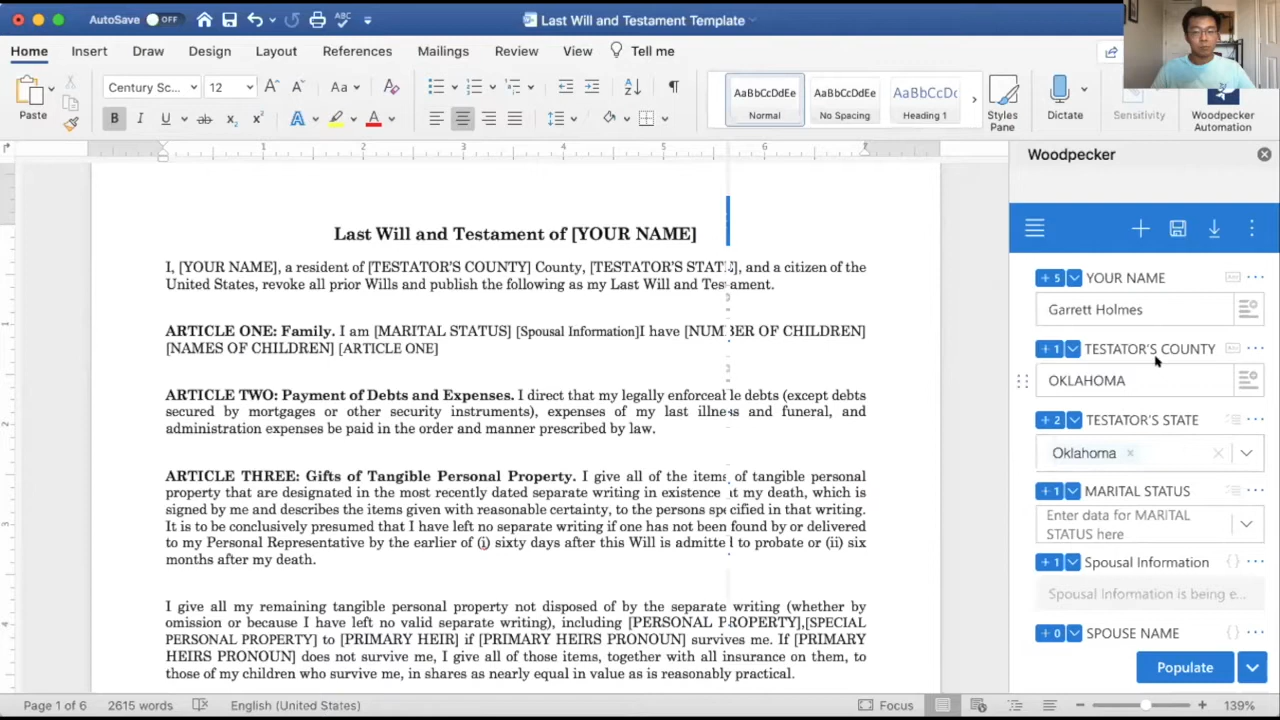 AutoSave OFF
Last Will and Testament Template
Home Insert Draw Design Layout References Mailings Review View Tell me
Paste
Century Sc... 12
AaBbCcDdEe Normal
AaBbCcDdEe No Spacing
AaBbCcDc Heading 1
Styles Pane
Dictate
Sensitivity
Woodpecker Automation
1 2 3 4 5 6 7
Last Will and Testament of [YOUR NAME]
I, [YOUR NAME], a resident of [TESTATOR'S COUNTY] County, [TESTATOR'S STATE], and a citizen of the
United States, revoke all prior Wills and publish the following as my Last Will and Testament.
ARTICLE ONE: Family. I am [MARITAL STATUS] [Spousal Information]I have [NUMBER OF CHILDREN]
[NAMES OF CHILDREN] [ARTICLE ONE]
ARTICLE TWO: Payment of Debts and Expenses. I direct that my legally enforceable debts (except debts
secured by mortgages or other security instruments), expenses of my last illness and funeral, and
administration expenses be paid in the order and manner prescribed by law.
ARTICLE THREE: Gifts of Tangible Personal Property. I give all of the items of tangible personal
property that are designated in the most recently dated separate writing in existence at my death, which is
signed by me and describes the items given with reasonable certainty, to the persons specified in that writing.
It is to be conclusively presumed that I have left no separate writing if one has not been found by or delivered
to my Personal Representative by the earlier of (i) sixty days after this Will is admitted to probate or (ii) six
months after my death.
I give all my remaining tangible personal property not disposed of by the separate writing (whether by
omission or because I have left no valid separate writing), including [PERSONAL PROPERTY],[SPECIAL
PERSONAL PROPERTY] to [PRIMARY HEIR] if [PRIMARY HEIRS PRONOUN] survives me. If [PRIMARY
HEIRS PRONOUN] does not survive me, I give all of those items, together with all insurance on them, to
those of my children who survive me, in shares as nearly equal in value as is reasonably practical.
Woodpecker
+ 5 YOUR NAME
Garrett Holmes
+ 1 TESTATOR'S COUNTY
OKLAHOMA
+ 2 TESTATOR'S STATE
Oklahoma ×
+ 1 MARITAL STATUS
Enter data for MARITAL
STATUS here
+ 1 Spousal Information
Spousal Information is being e...
+ 0 SPOUSE NAME
Populate
Page 1 of 6 2615 words English (United States) Focus 139%